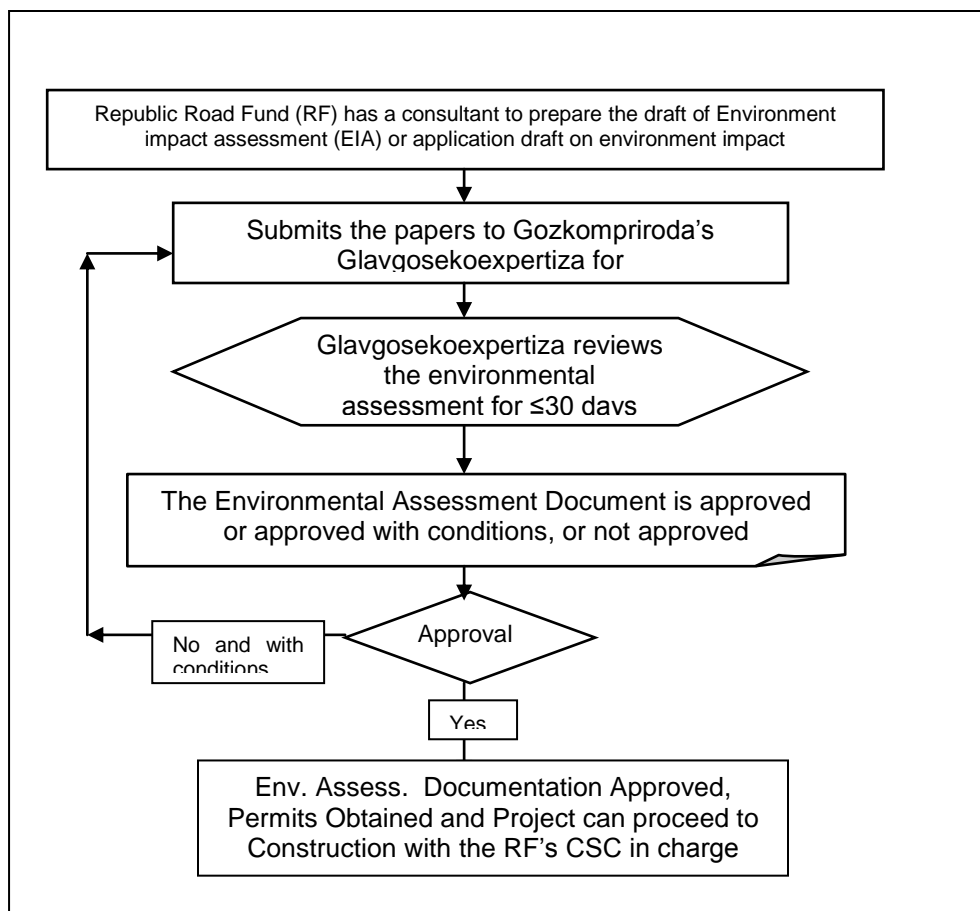 Republic Road Fund (RF) has a consultant to prepare the draft of Environment
impact assessment (EIA) or application draft on environment impact
Submits the papers to Gozkompriroda’s
Glavgosekoexpertiza for
Glavgosekoexpertiza reviews
the environmental
assessment for ≤30 days
The Environmental Assessment Document is approved
or approved with conditions, or not approved
Approval
No and with
conditions
Yes
Env. Assess. Documentation Approved,
Permits Obtained and Project can proceed to
Construction with the RF’s CSC in charge